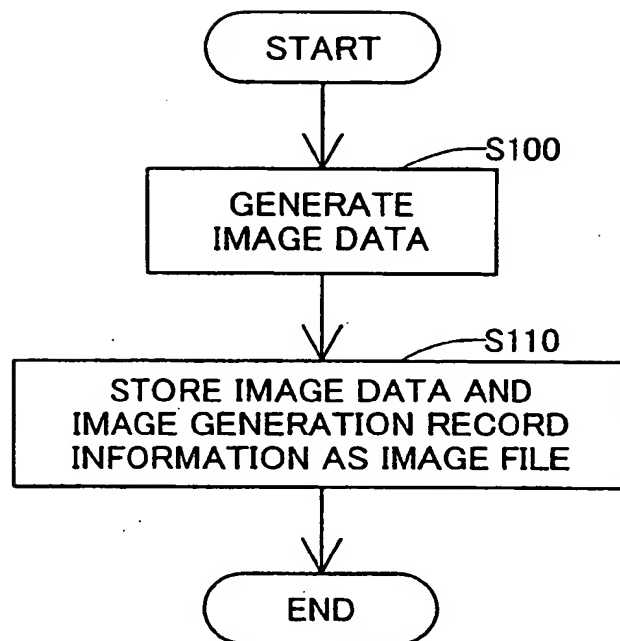 START
S100
GENERATE
IMAGE DATA
S110
STORE IMAGE DATA AND
IMAGE GENERATION RECORD
INFORMATION AS IMAGE FILE
END